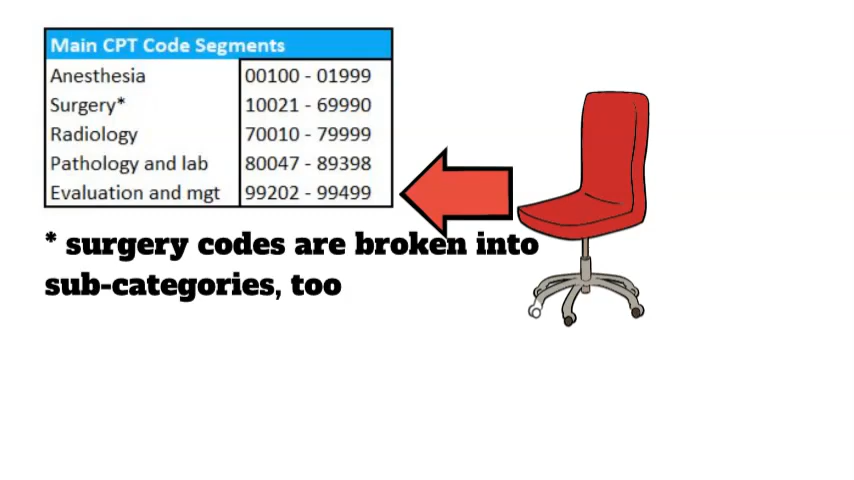 Main CPT Code Segments
Anesthesia 00100 - 01999
Surgery* 10021 - 69990
Radiology 70010 - 79999
Pathology and lab 80047 - 89398
Evaluation and mgt 99202 - 99499
* surgery codes are broken into
sub-categories, too